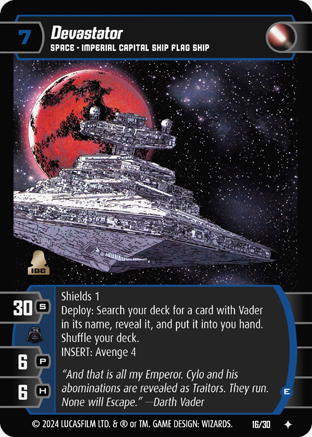 7
Devastator
SPACE - IMPERIAL CAPITAL SHIP FLAG SHIP
IDC
30 S
Shields 1
Deploy: Search your deck for a card with Vader
in its name, reveal it, and put it into you hand.
Shuffle your deck.
INSERT: Avenge 4
6 P
6 H
"And that is all my Emperor. Cylo and his
abominations are revealed as Traitors. They run.
None will Escape." —Darth Vader
E
© 2024 LUCASFILM LTD. & ® or TM. GAME DESIGN: WIZARDS.
16/30